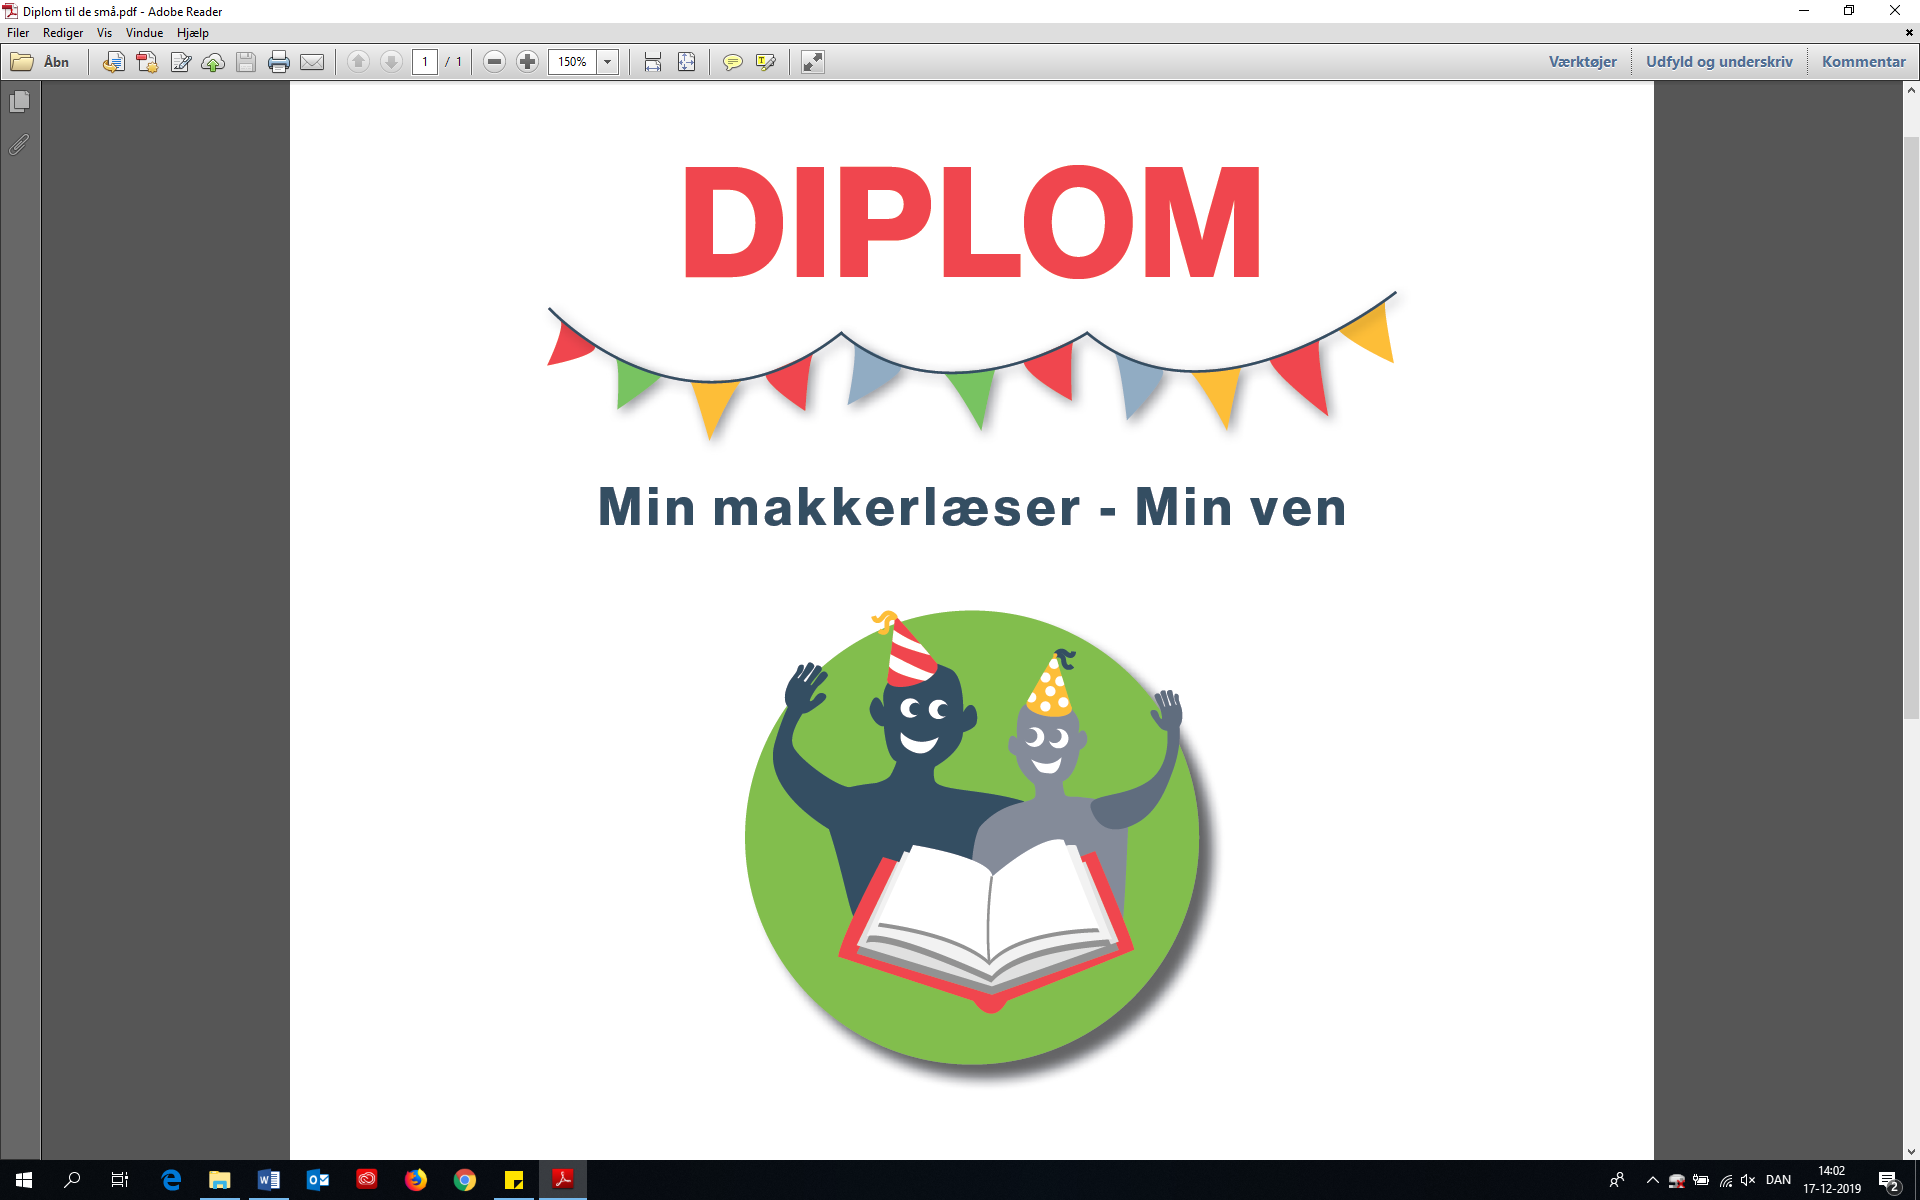 Diplom til de små.pdf - Adobe Reader
Filer Rediger Vis Vindue Hjælp
Åbn 1 / 1 150% Værktøjer Udfyld og underskriv Kommentar
DIPLOM
Min makkerlæser - Min ven
DAN
14:02
17-12-2019
2